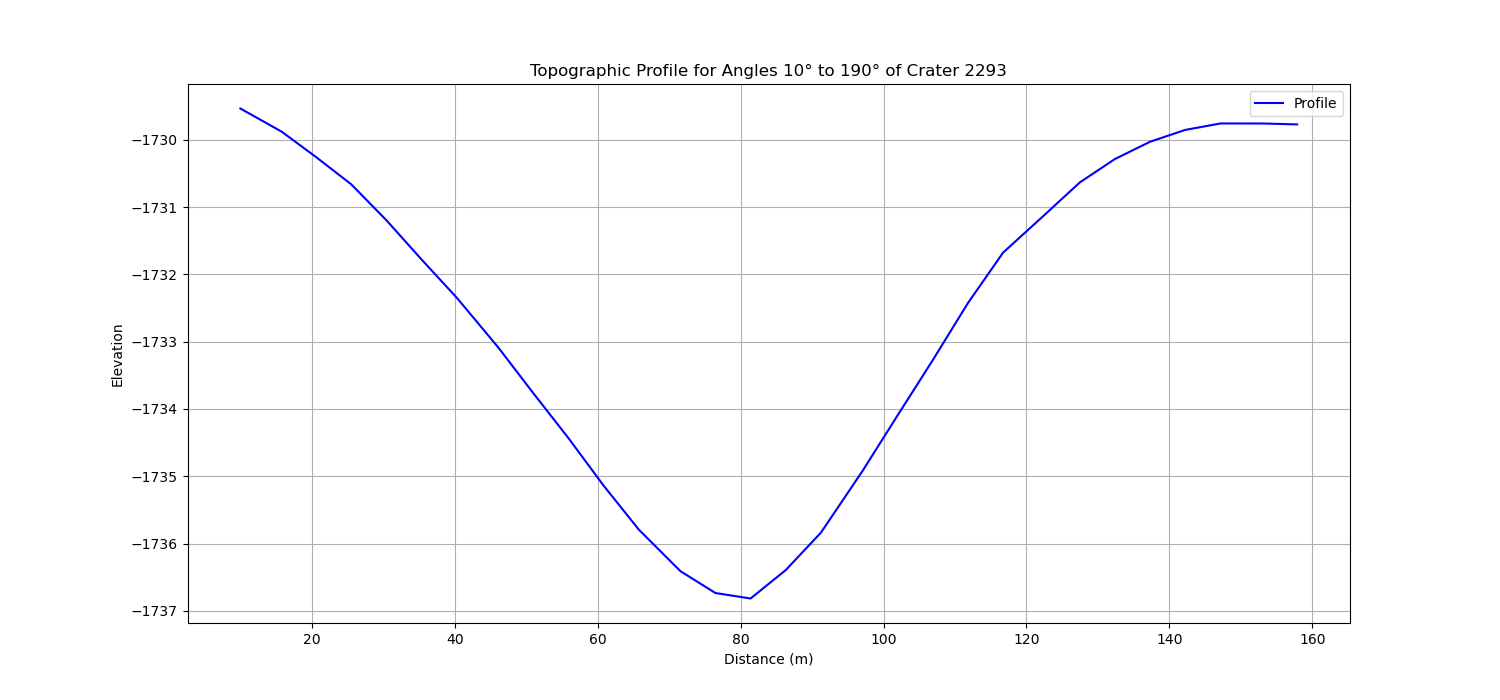 Topographic Profile for Angles 10° to 190° of Crater 2293
Profile
−1730
−1731
−1732
−1733
−1734
−1735
−1736
−1737
Elevation
20 40 60 80 100 120 140 160
Distance (m)